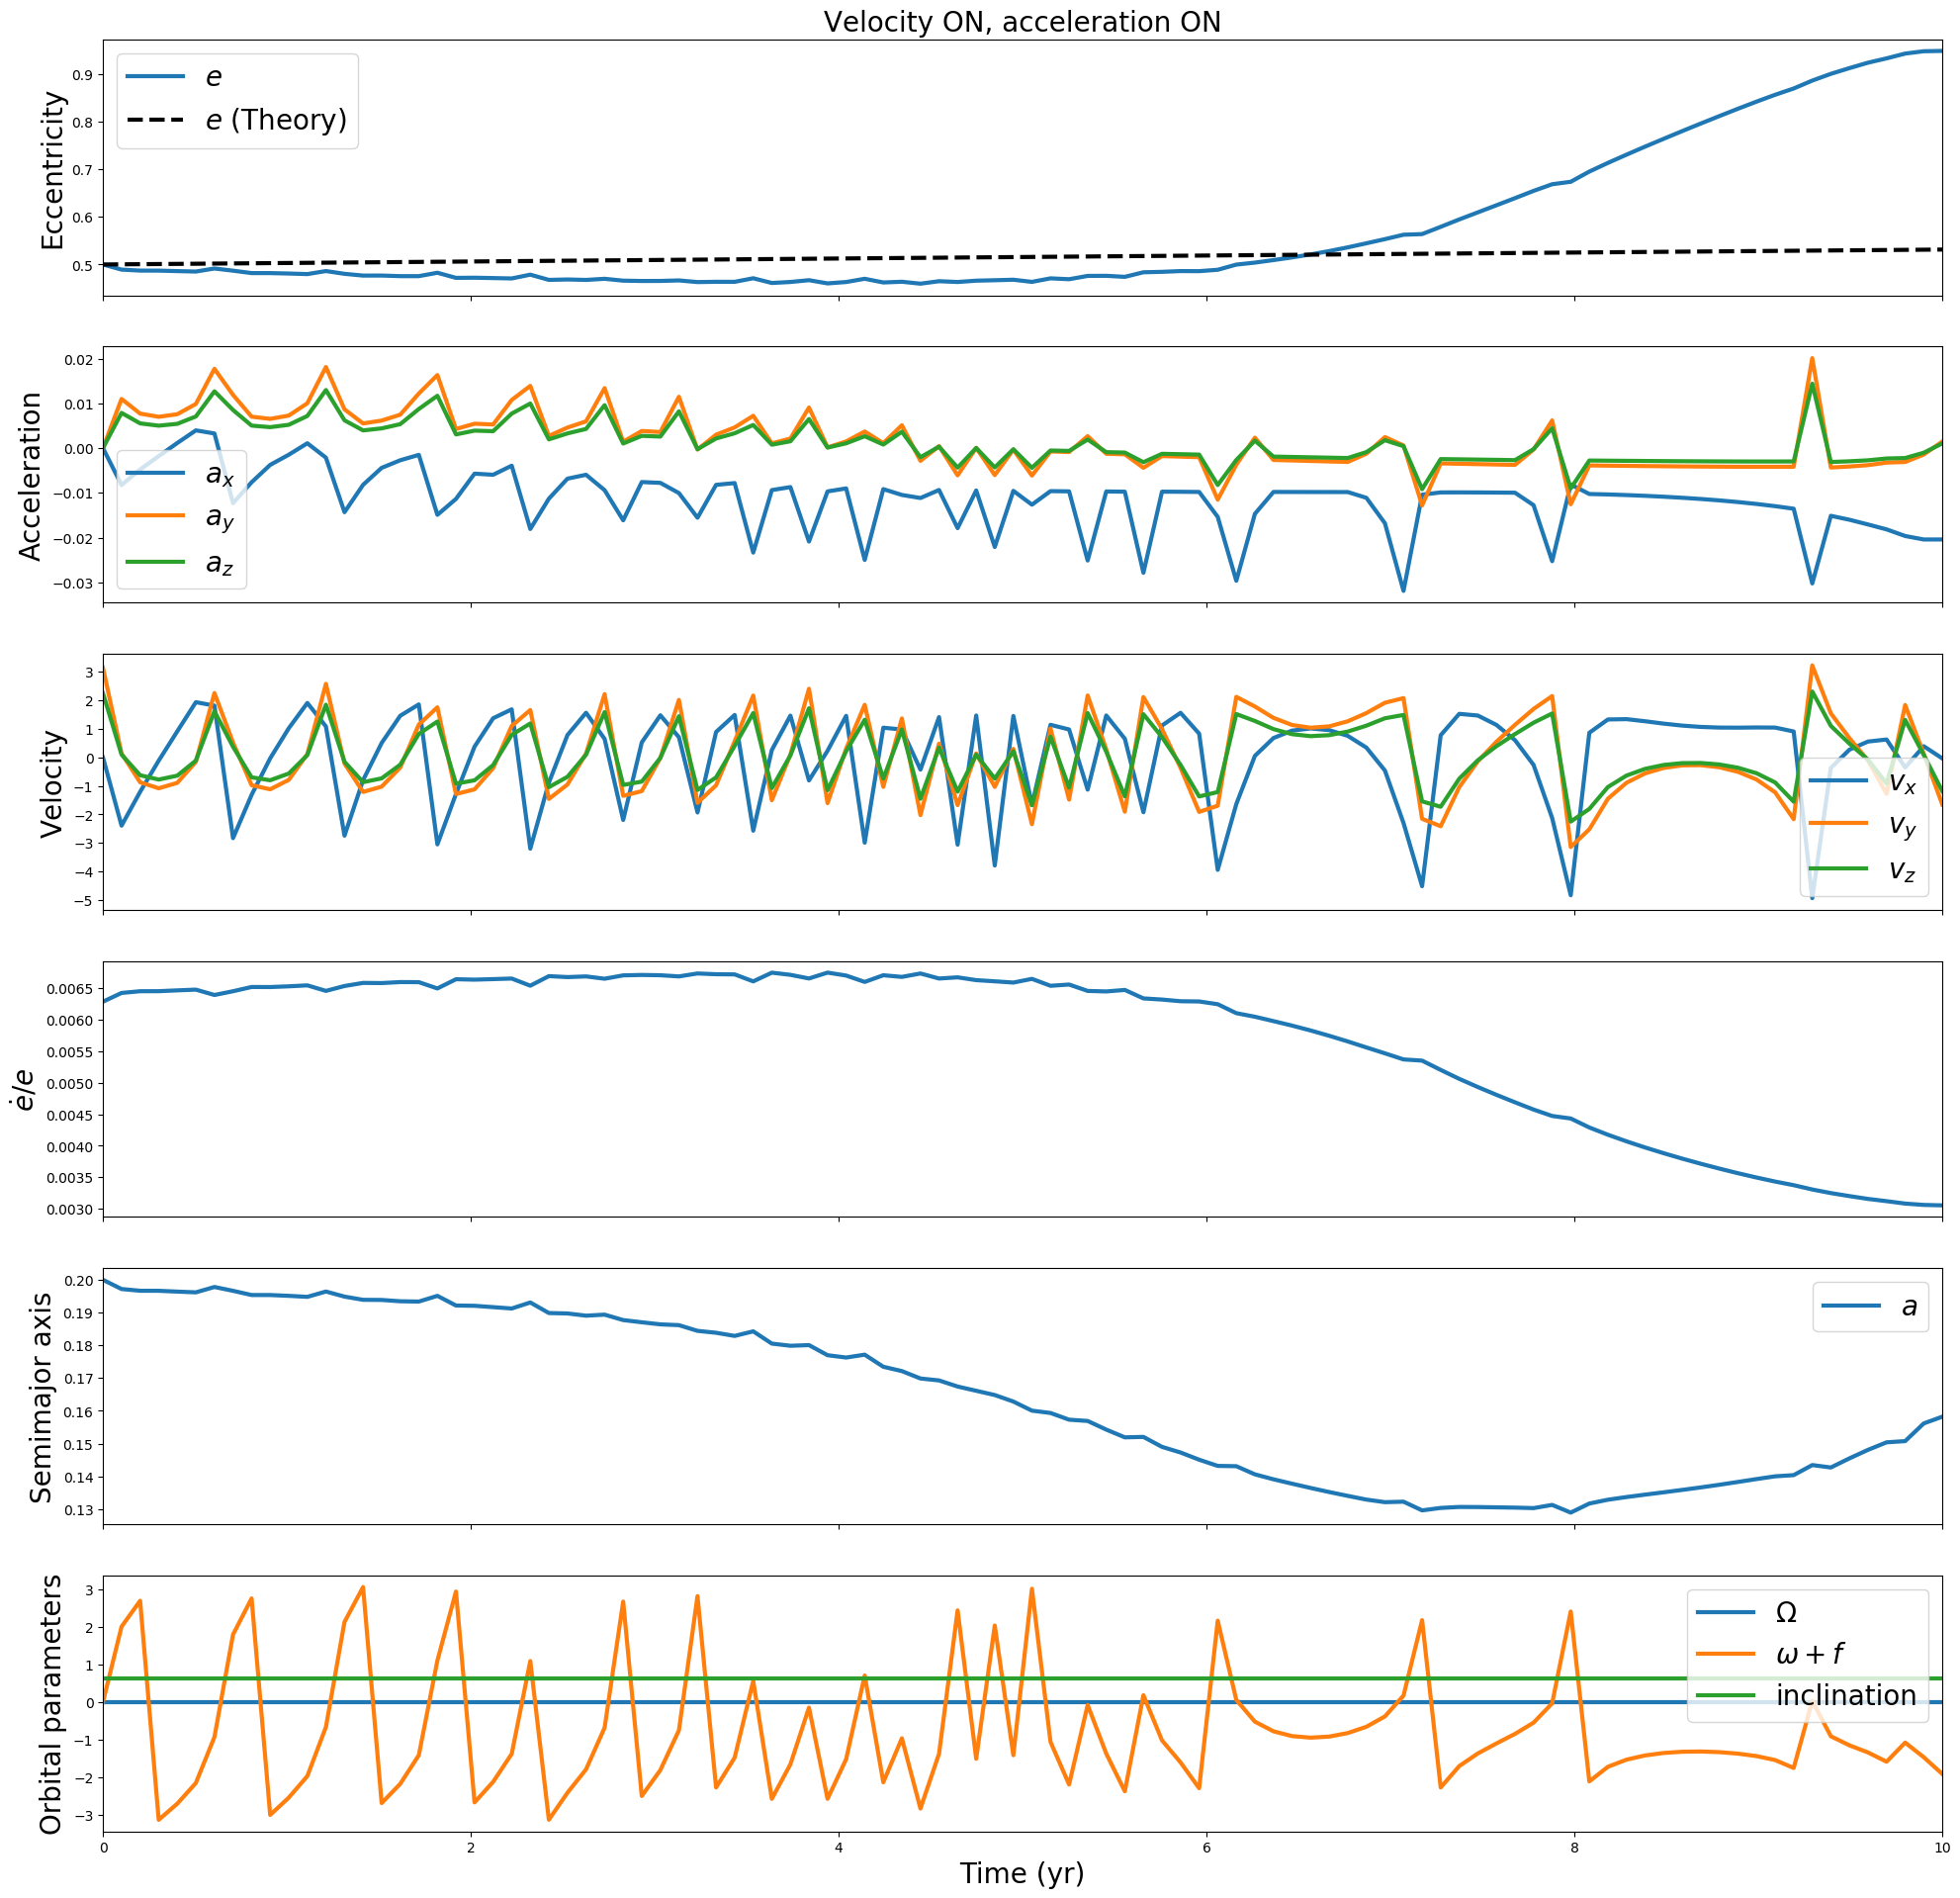 Velocity ON, acceleration ON
Eccentricity
0.9
0.8
0.7
0.6
0.5
e
e (Theory)
Acceleration
0.02
0.01
0.00
−0.01
−0.02
−0.03
a_x
a_y
a_z
Velocity
3
2
1
0
−1
−2
−3
−4
−5
v_x
v_y
v_z
ė/e
0.0065
0.0060
0.0055
0.0050
0.0045
0.0040
0.0035
0.0030
Semimajor axis
0.20
0.19
0.18
0.17
0.16
0.15
0.14
0.13
a
Orbital parameters
3
2
1
0
−1
−2
−3
Ω
ω + f
inclination
0 2 4 6 8 10
Time (yr)